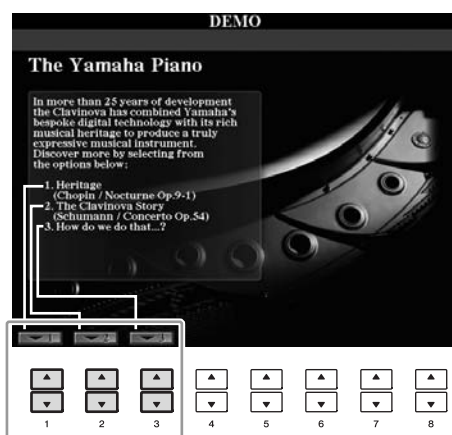 DEMO
The Yamaha Piano
In more than 25 years of development
the Clavinova has combined Yamaha's
bespoke digital technology with its rich
musical heritage to produce a truly
expressive musical instrument.
Discover more by selecting from
the options below;
1. Heritage
(Chopin / Nocturne Op.9-1)
2. The Clavinova Story
(Schumann / Concerto Op.54)
3. How do we do that...?
1 2 3
1 2 3 4 5 6 7 8